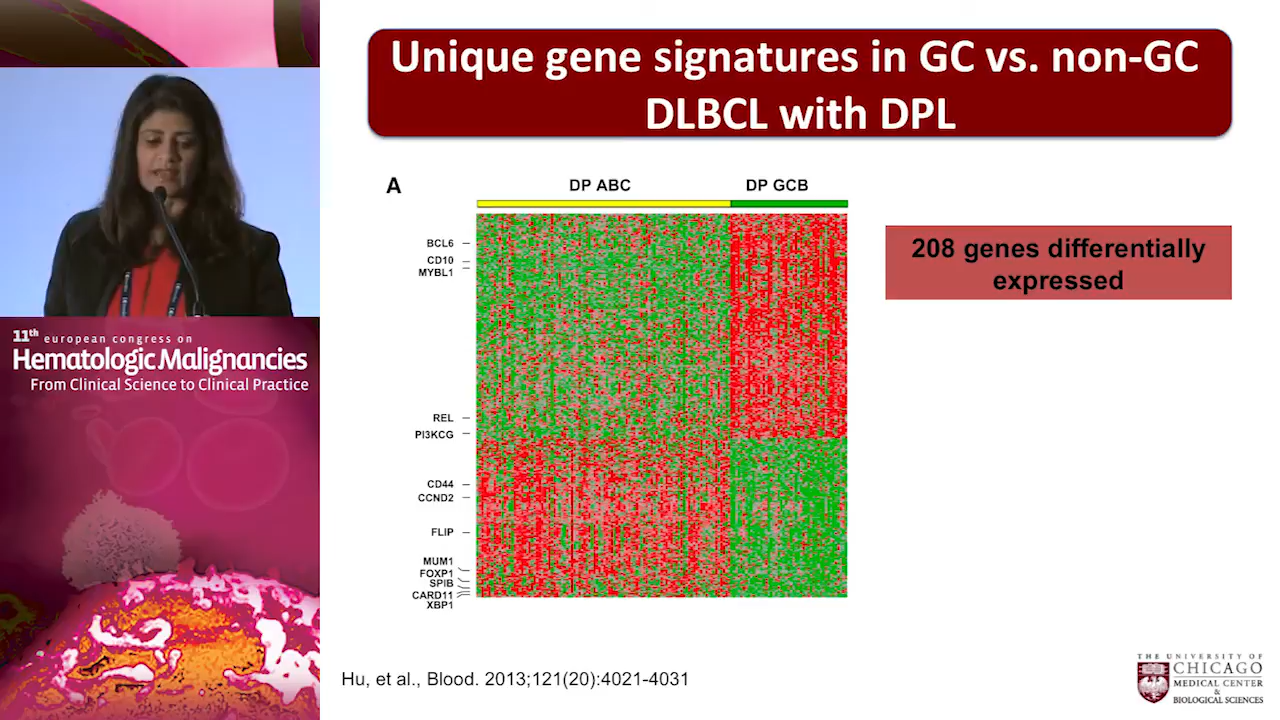 Unique gene signatures in GC vs. non-GC
DLBCL with DPL
A
DP ABC
DP GCB
BCL6
CD10
MYBL1
REL
PI3KCG
CD44
CCND2
FLIP
MUM1
FOXP1
SPIB
CARD11
XBP1
208 genes differentially
expressed
11th european congress on
Hematologic Malignancies
From Clinical Science to Clinical Practice
Hu, et al., Blood. 2013;121(20):4021-4031
THE UNIVERSITY OF
CHICAGO
MEDICAL CENTER
&
BIOLOGICAL SCIENCES